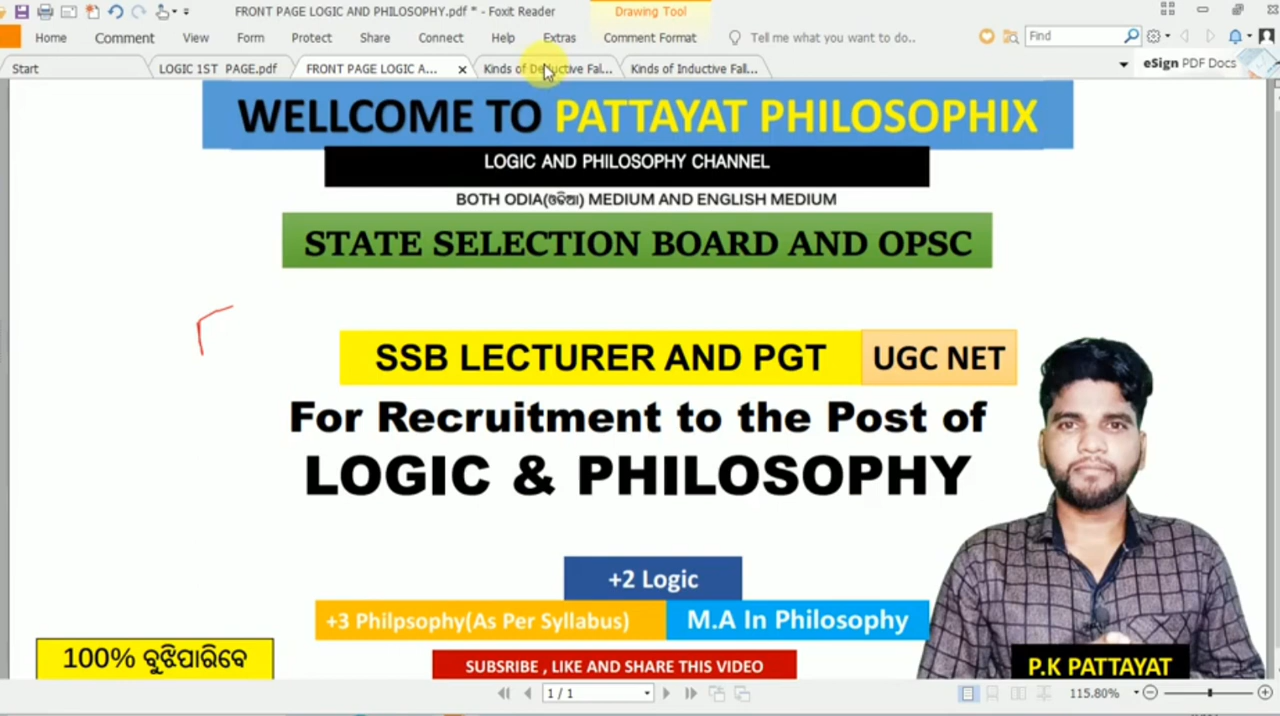 FRONT PAGE LOGIC AND PHILOSOPHY.pdf * - Foxit Reader
Drawing Tool
Home Comment View Form Protect Share Connect Help Extras Comment Format Tell me what you want to do.. Find
Start LOGIC 1ST PAGE.pdf FRONT PAGE LOGIC A... Kinds of Deductive Fal... Kinds of Inductive Fal... eSign PDF Docs
WELLCOME TO PATTAYAT PHILOSOPHIX
LOGIC AND PHILOSOPHY CHANNEL
BOTH ODIA(ଓଡିଆ) MEDIUM AND ENGLISH MEDIUM
STATE SELECTION BOARD AND OPSC
SSB LECTURER AND PGT UGC NET
For Recruitment to the Post of
LOGIC & PHILOSOPHY
+2 Logic
+3 Philpsophy(As Per Syllabus) M.A In Philosophy
100% ବୁଝିପାରିବେ
SUBSRIBE , LIKE AND SHARE THIS VIDEO
P.K PATTAYAT
1 / 1
115.80%